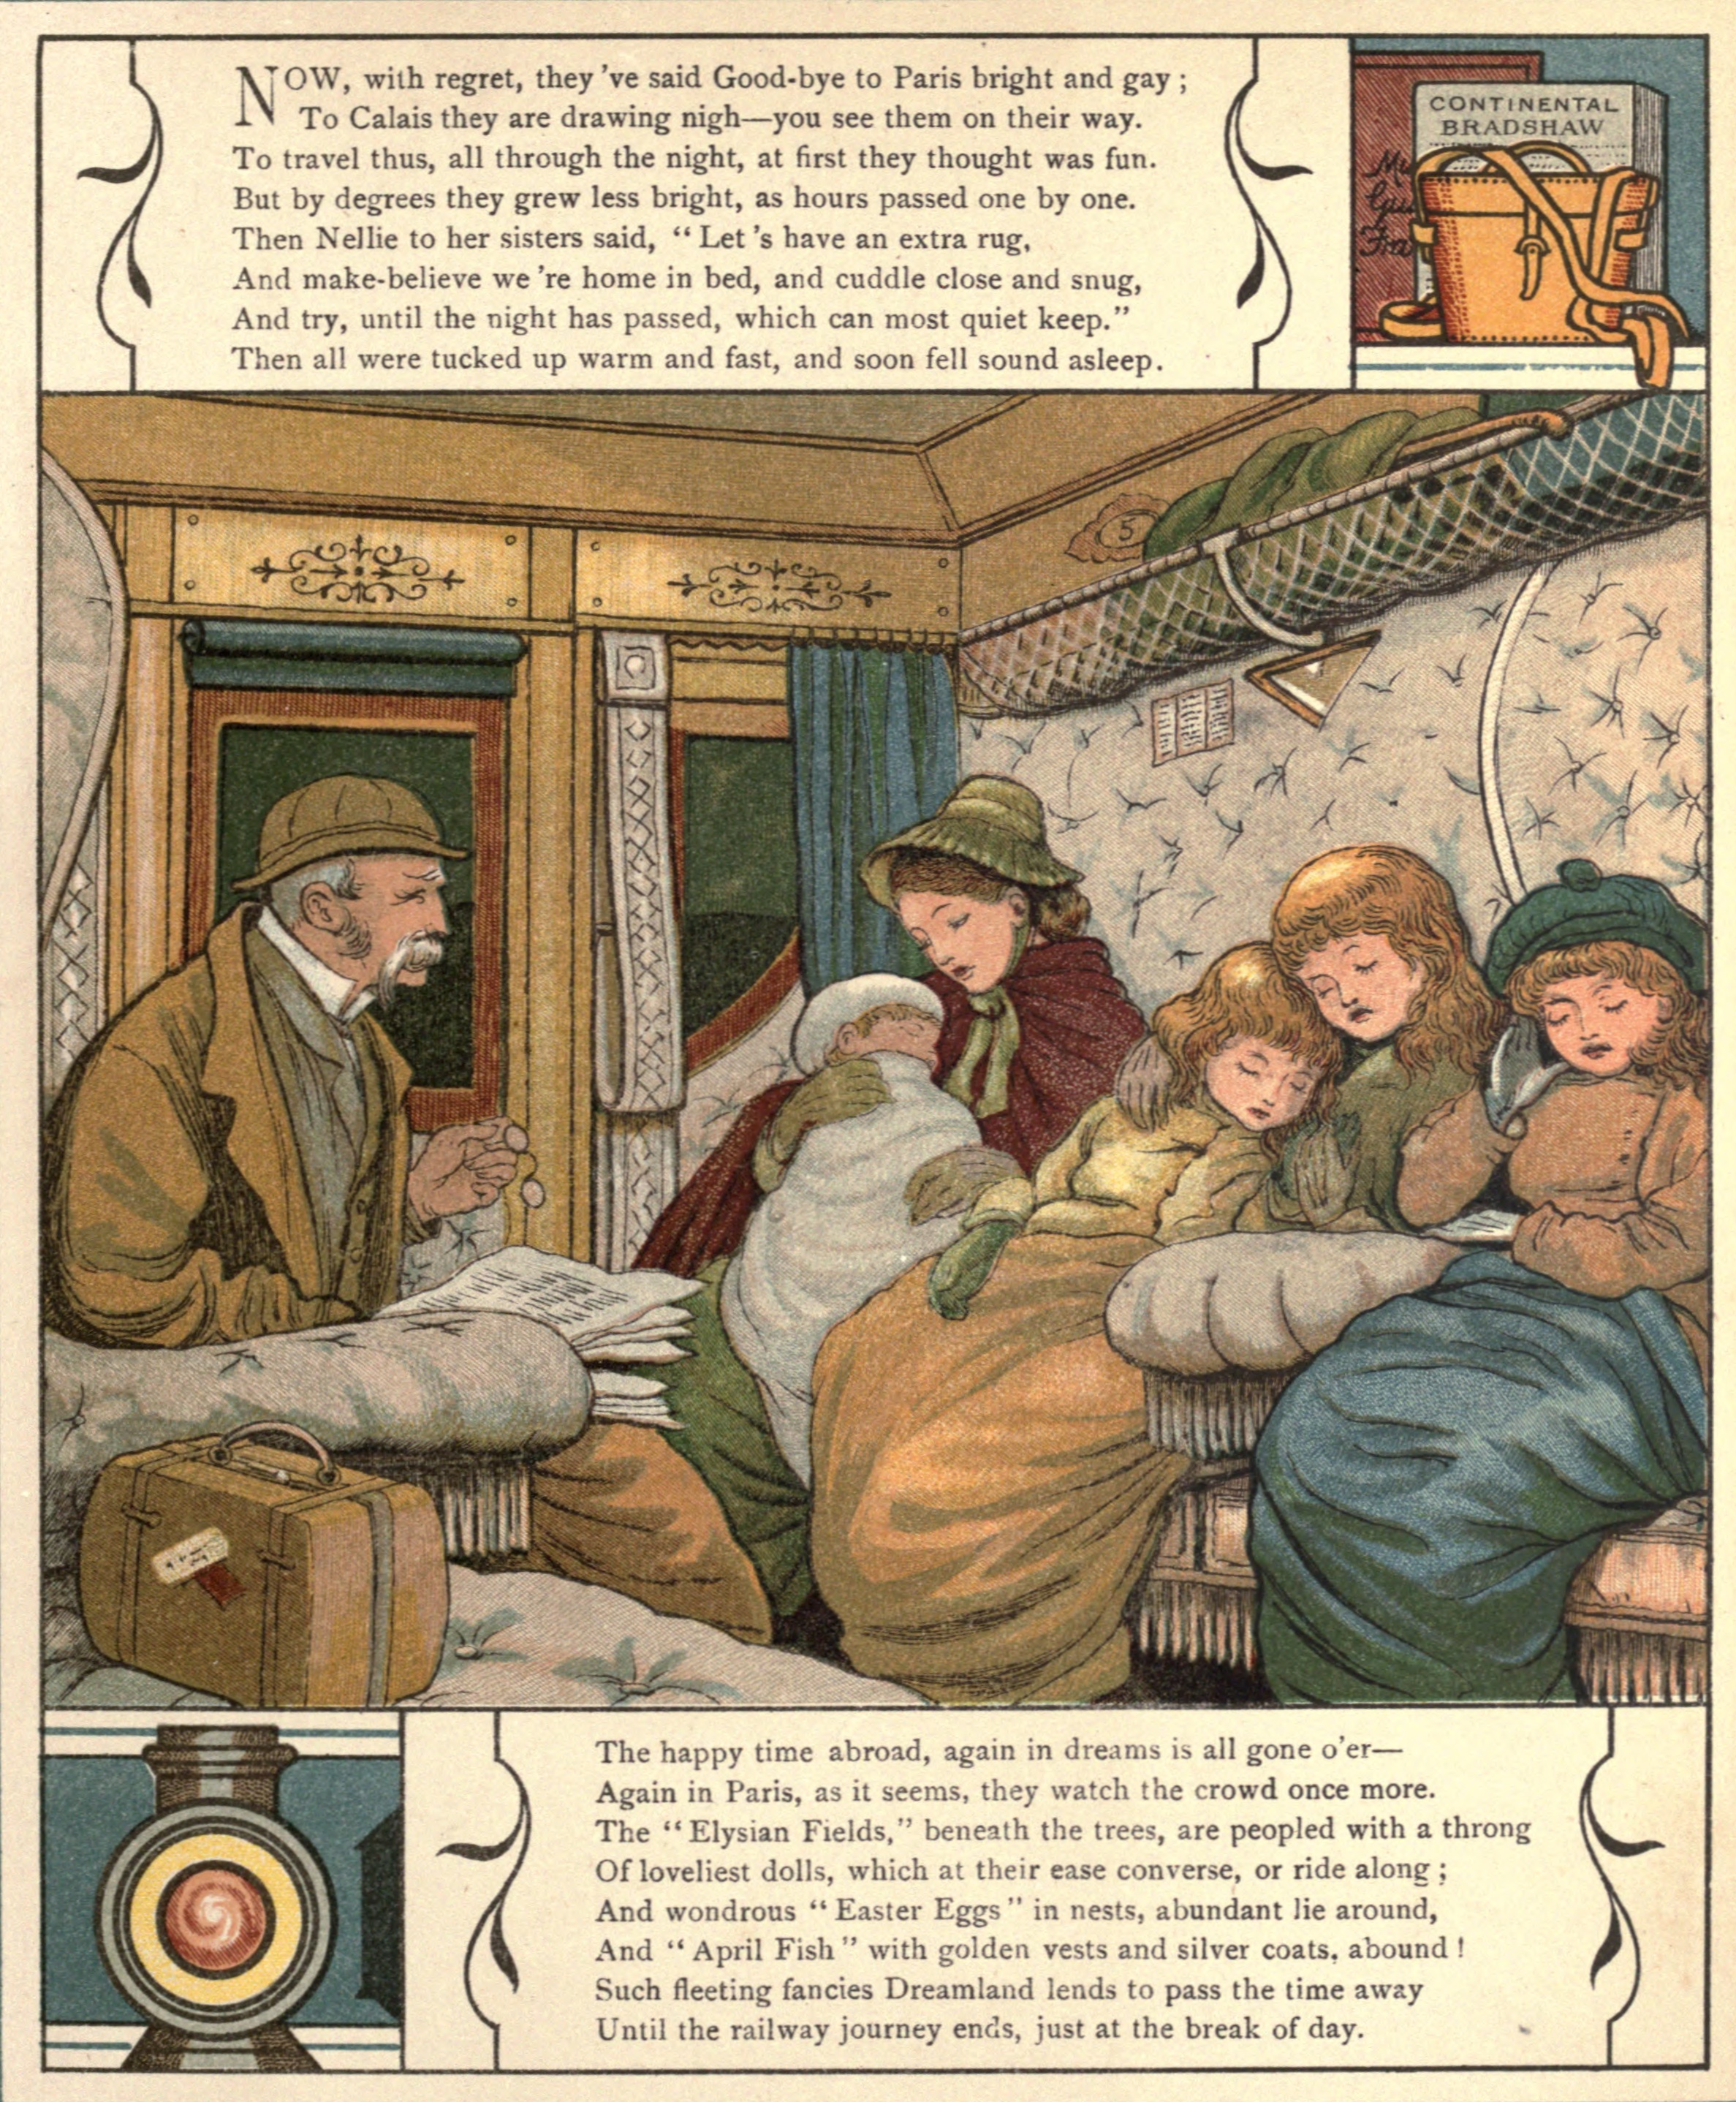 NOW, with regret, they 've said Good-bye to Paris bright and gay ;
To Calais they are drawing nigh—you see them on their way.
To travel thus, all through the night, at first they thought was fun.
But by degrees they grew less bright, as hours passed one by one.
Then Nellie to her sisters said, “ Let 's have an extra rug,
And make-believe we 're home in bed, and cuddle close and snug,
And try, until the night has passed, which can most quiet keep.”
Then all were tucked up warm and fast, and soon fell sound asleep.
CONTINENTAL
BRADSHAW
5
The happy time abroad, again in dreams is all gone o'er—
Again in Paris, as it seems, they watch the crowd once more.
The “ Elysian Fields,” beneath the trees, are peopled with a throng
Of loveliest dolls, which at their ease converse, or ride along ;
And wondrous “ Easter Eggs ” in nests, abundant lie around,
And “ April Fish ” with golden vests and silver coats, abound !
Such fleeting fancies Dreamland lends to pass the time away
Until the railway journey ends, just at the break of day.